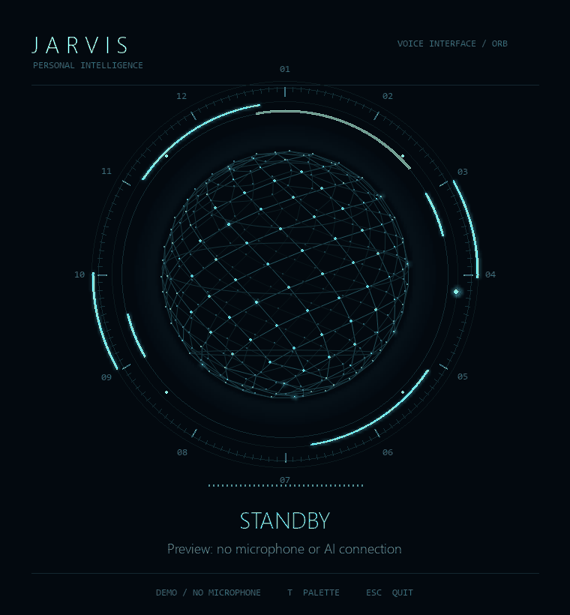 JARVIS
VOICE INTERFACE / ORB
PERSONAL INTELLIGENCE
01
12
02
11
03
10
04
09
05
08
06
07
STANDBY
Preview: no microphone or AI connection
DEMO / NO MICROPHONE T PALETTE ESC QUIT